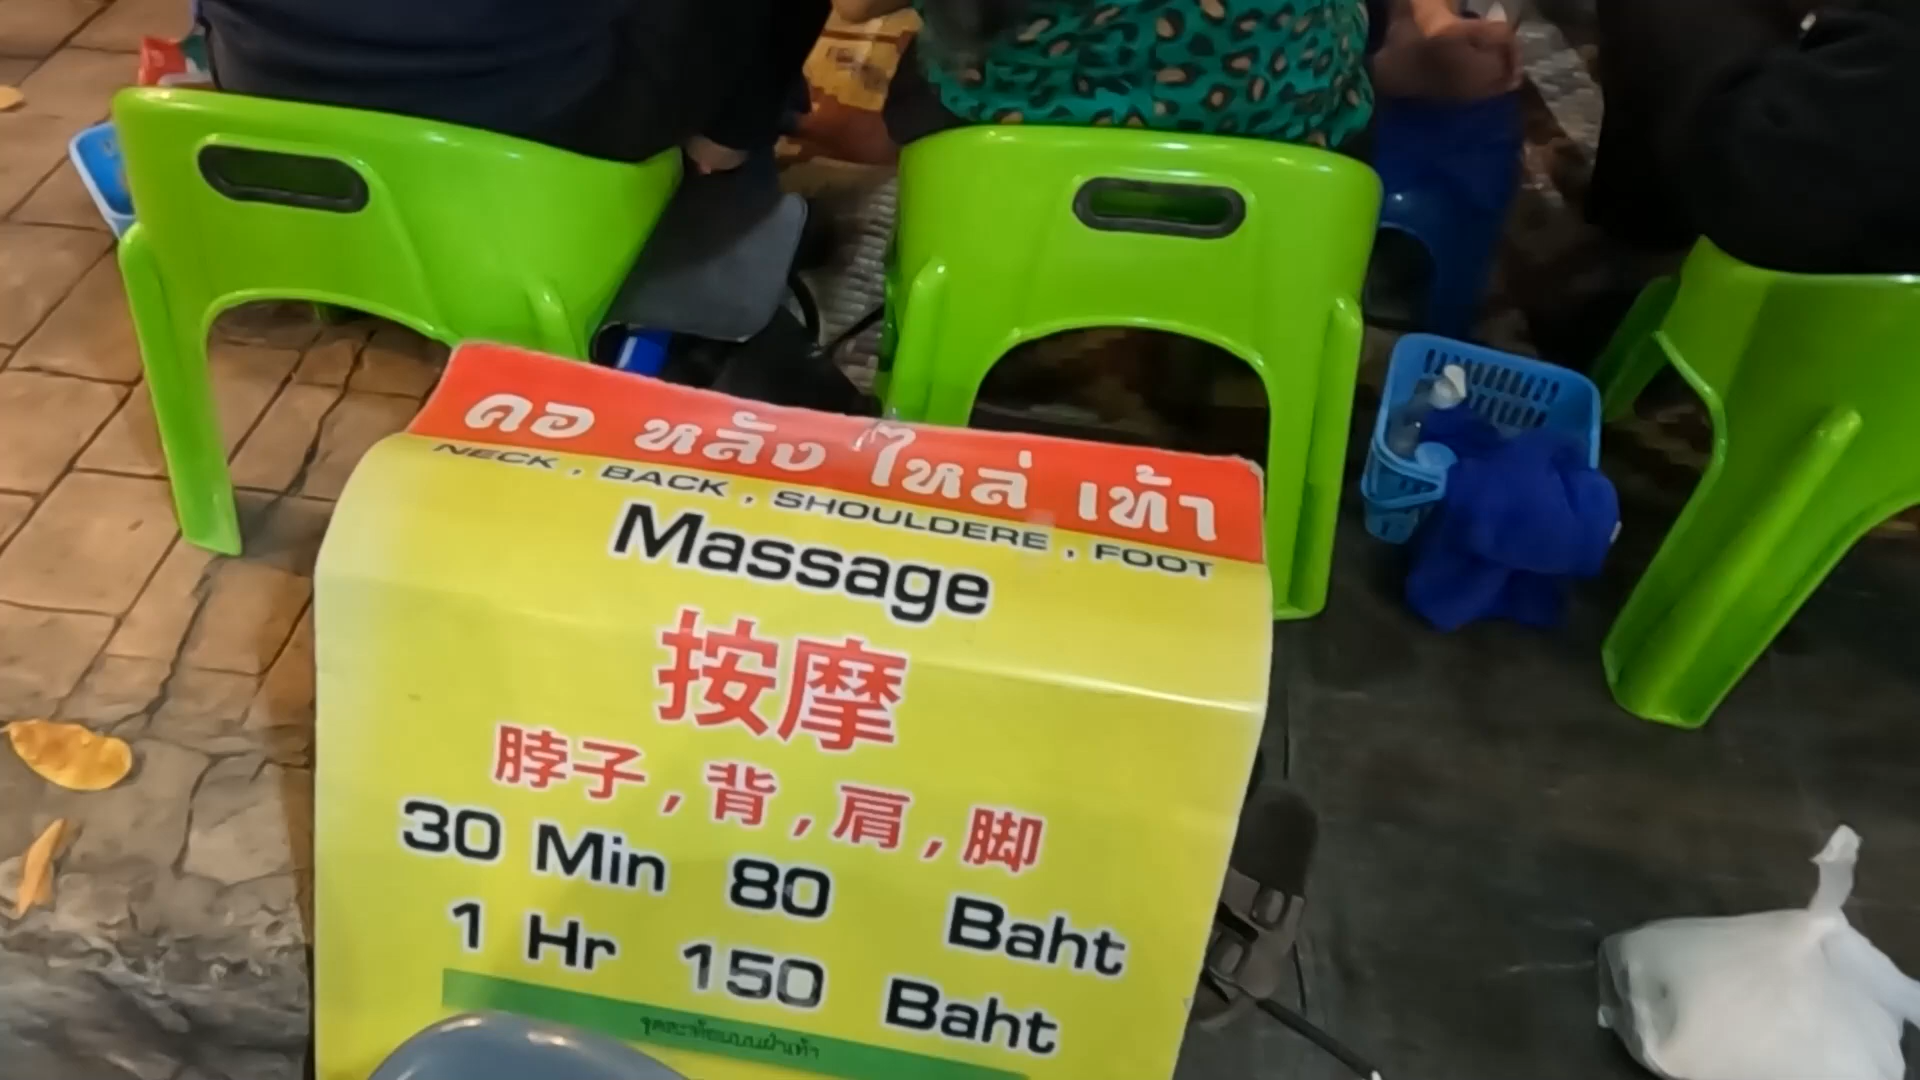 คอ หลัง ไหล่ เท้า
NECK , BACK , SHOULDERE , FOOT
Massage
按摩
脖子 , 背 , 肩 , 脚
30 Min 80 Baht
1 Hr 150 Baht